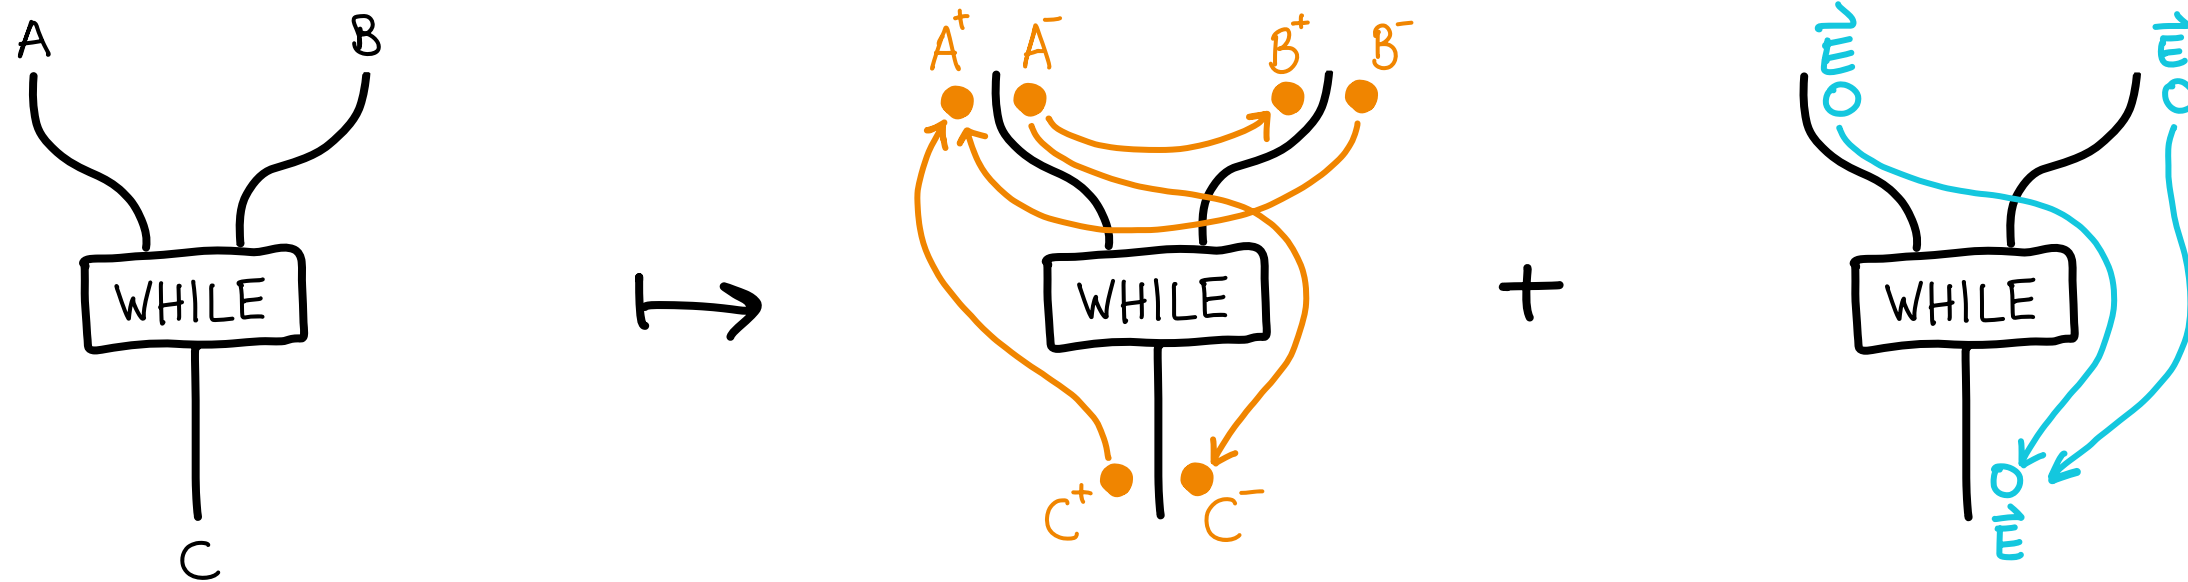 A B
A⁺ A⁻ B⁺ B⁻
E⃗ E⃗
WHILE ↦ WHILE + WHILE
C⁺ C⁻
C
E⃗